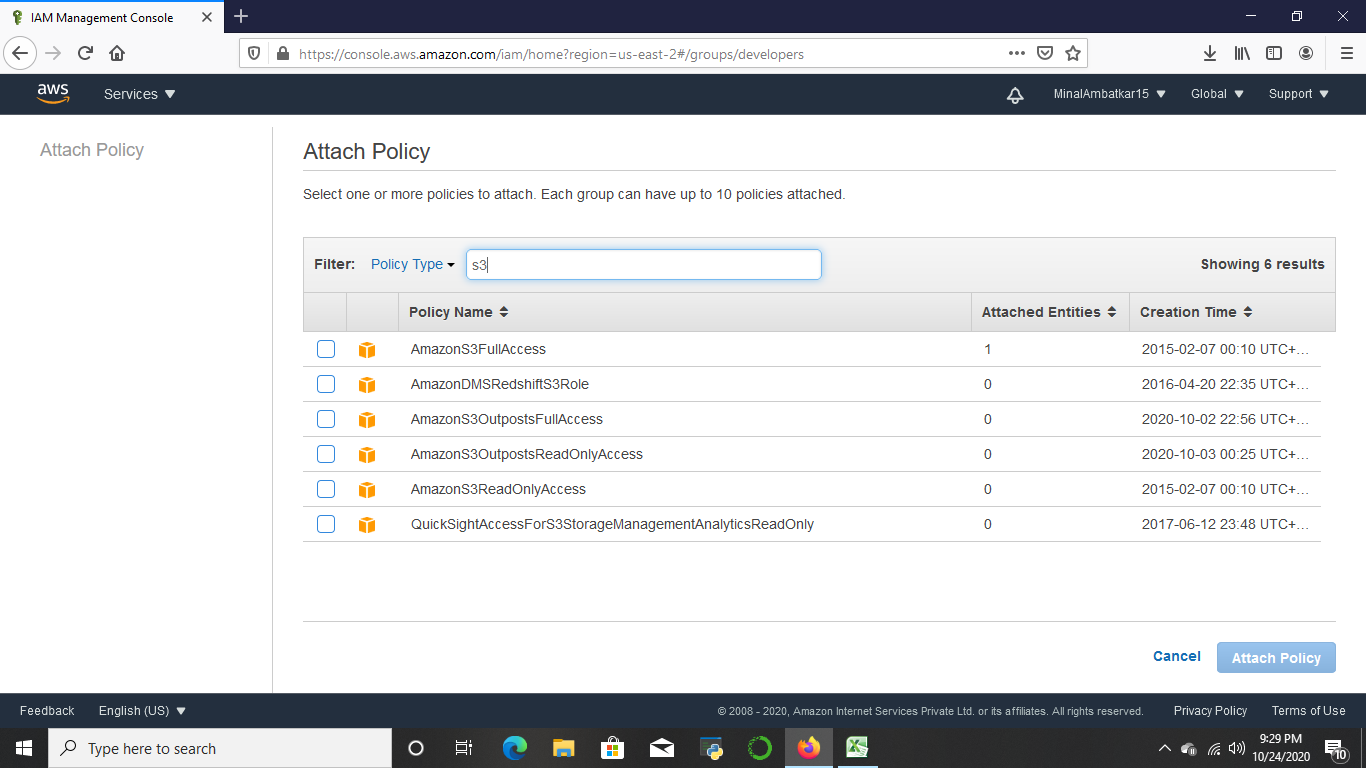 IAM Management Console
https://console.aws.amazon.com/iam/home?region=us-east-2#/groups/developers
aws
Services
MinalAmbatkar15
Global
Support
Attach Policy
Attach Policy
Select one or more policies to attach. Each group can have up to 10 policies attached.
Filter: Policy Type s3 Showing 6 results
Policy Name Attached Entities Creation Time
AmazonS3FullAccess 1 2015-02-07 00:10 UTC+…
AmazonDMSRedshiftS3Role 0 2016-04-20 22:35 UTC+…
AmazonS3OutpostsFullAccess 0 2020-10-02 22:56 UTC+…
AmazonS3OutpostsReadOnlyAccess 0 2020-10-03 00:25 UTC+…
AmazonS3ReadOnlyAccess 0 2015-02-07 00:10 UTC+…
QuickSightAccessForS3StorageManagementAnalyticsReadOnly 0 2017-06-12 23:48 UTC+…
Cancel Attach Policy
Feedback English (US) © 2008 - 2020, Amazon Internet Services Private Ltd. or its affiliates. All rights reserved. Privacy Policy Terms of Use
Type here to search
9:29 PM
10/24/2020
10